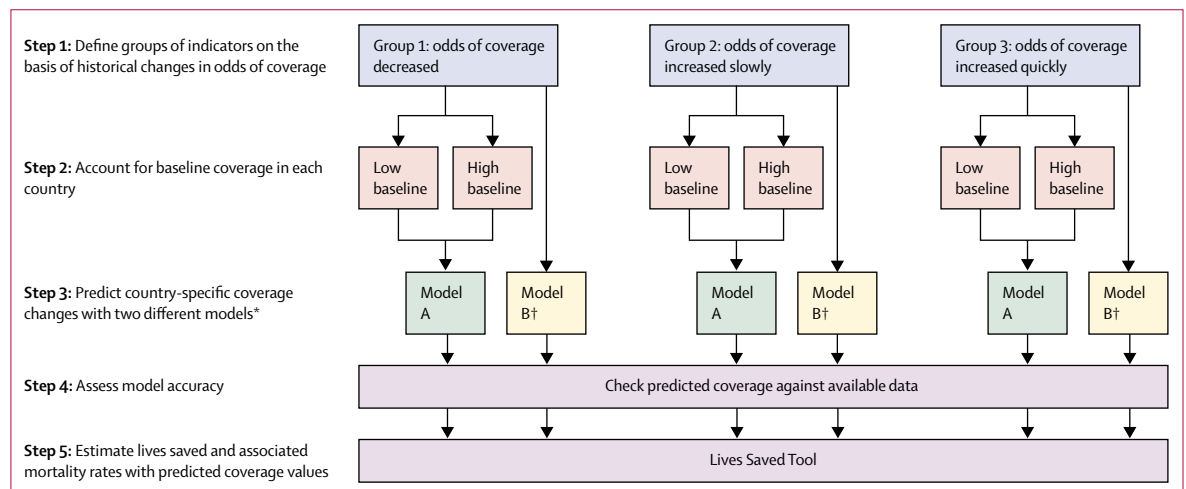 Step 1: Define groups of indicators on the
basis of historical changes in odds of coverage
Group 1: odds of coverage
decreased
Group 2: odds of coverage
increased slowly
Group 3: odds of coverage
increased quickly
Step 2: Account for baseline coverage in each
country
Low
baseline
High
baseline
Low
baseline
High
baseline
Low
baseline
High
baseline
Step 3: Predict country-specific coverage
changes with two different models*
Model
A
Model
B†
Model
A
Model
B†
Model
A
Model
B†
Step 4: Assess model accuracy
Check predicted coverage against available data
Step 5: Estimate lives saved and associated
mortality rates with predicted coverage values
Lives Saved Tool